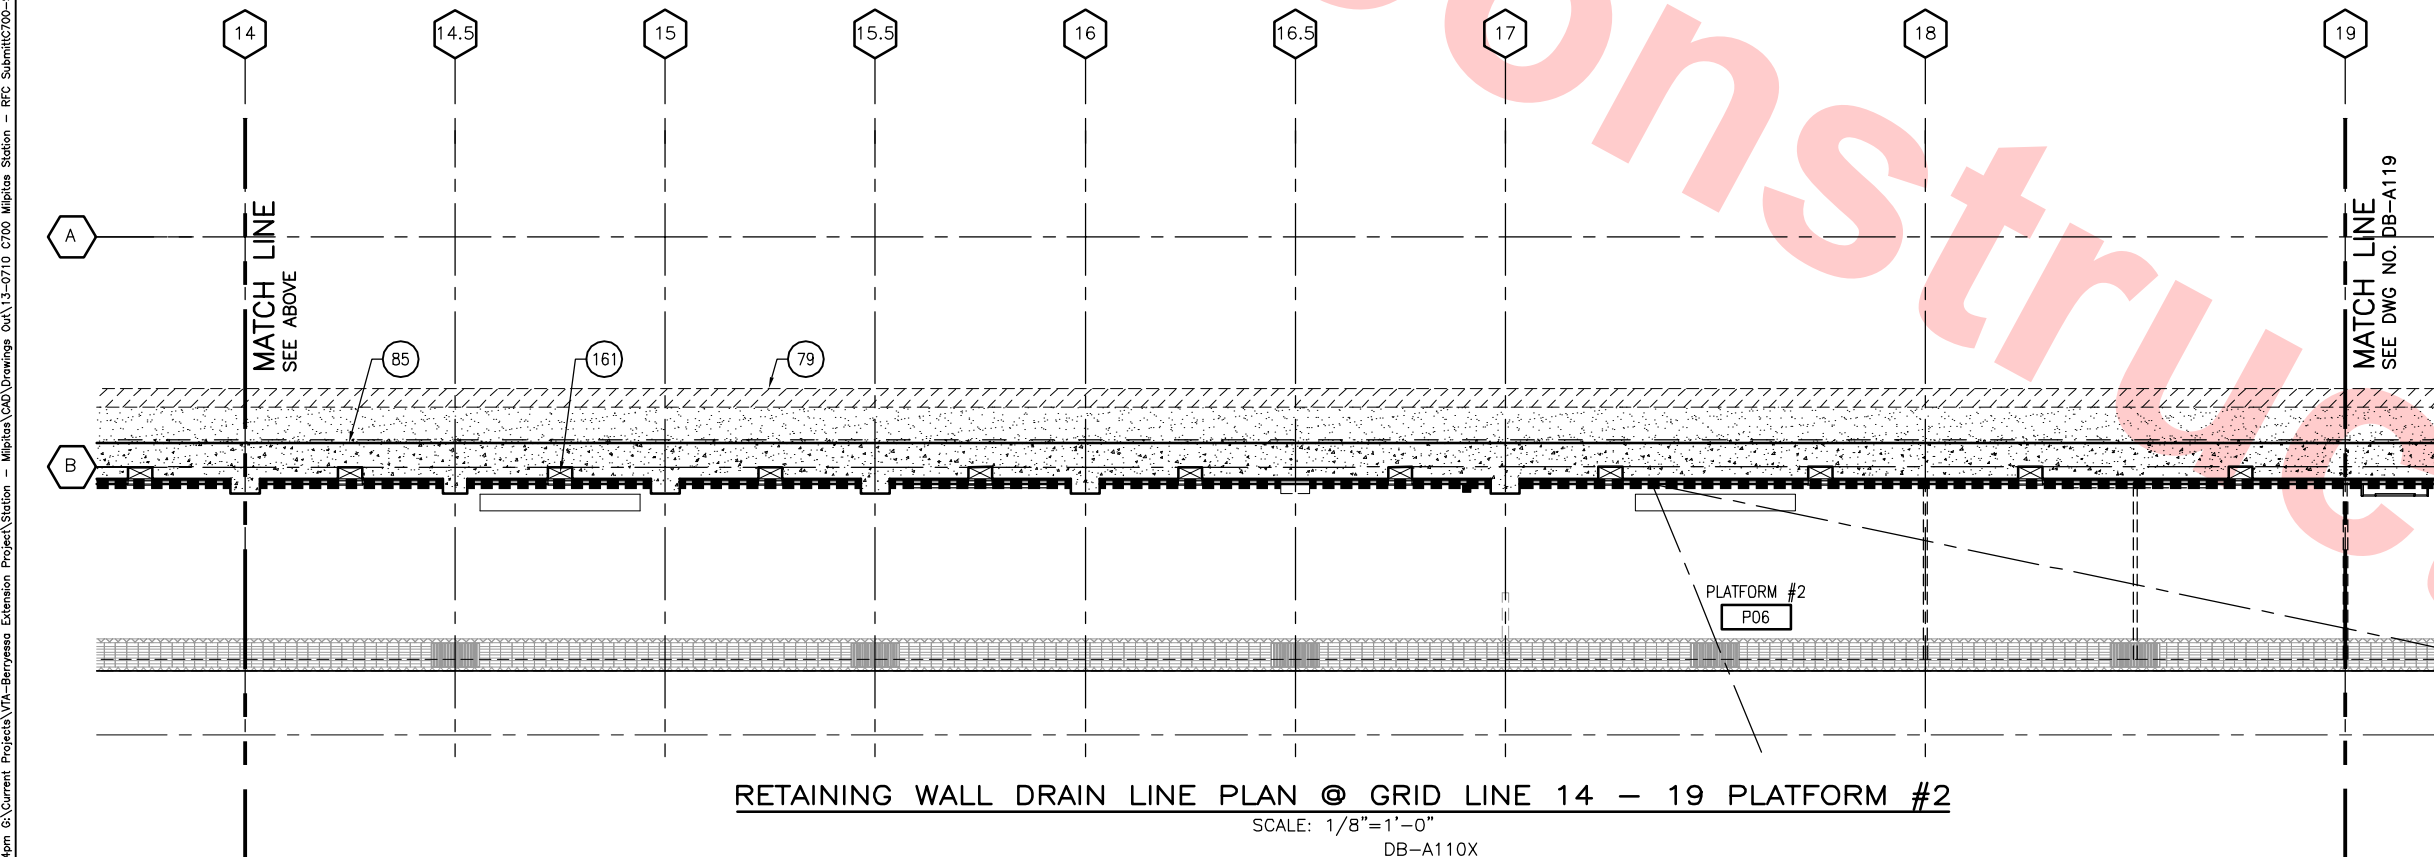 14 14.5 15 15.5 16 16.5 17 18 19
A
MATCH LINE
SEE ABOVE
MATCH LINE
SEE DWG NO. DB-A119
85 161 79
B
PLATFORM #2
P06
RETAINING WALL DRAIN LINE PLAN @ GRID LINE 14 - 19 PLATFORM #2
SCALE: 1/8"=1'-0"
DB-A110X
4pm G:\Current Projects\VTA-Berryessa Extension Project\Station - Milpitas\CAD\Drawings Out\13-0710 C700 Milpitas Station - RFC Submitt\C700-
onstruc